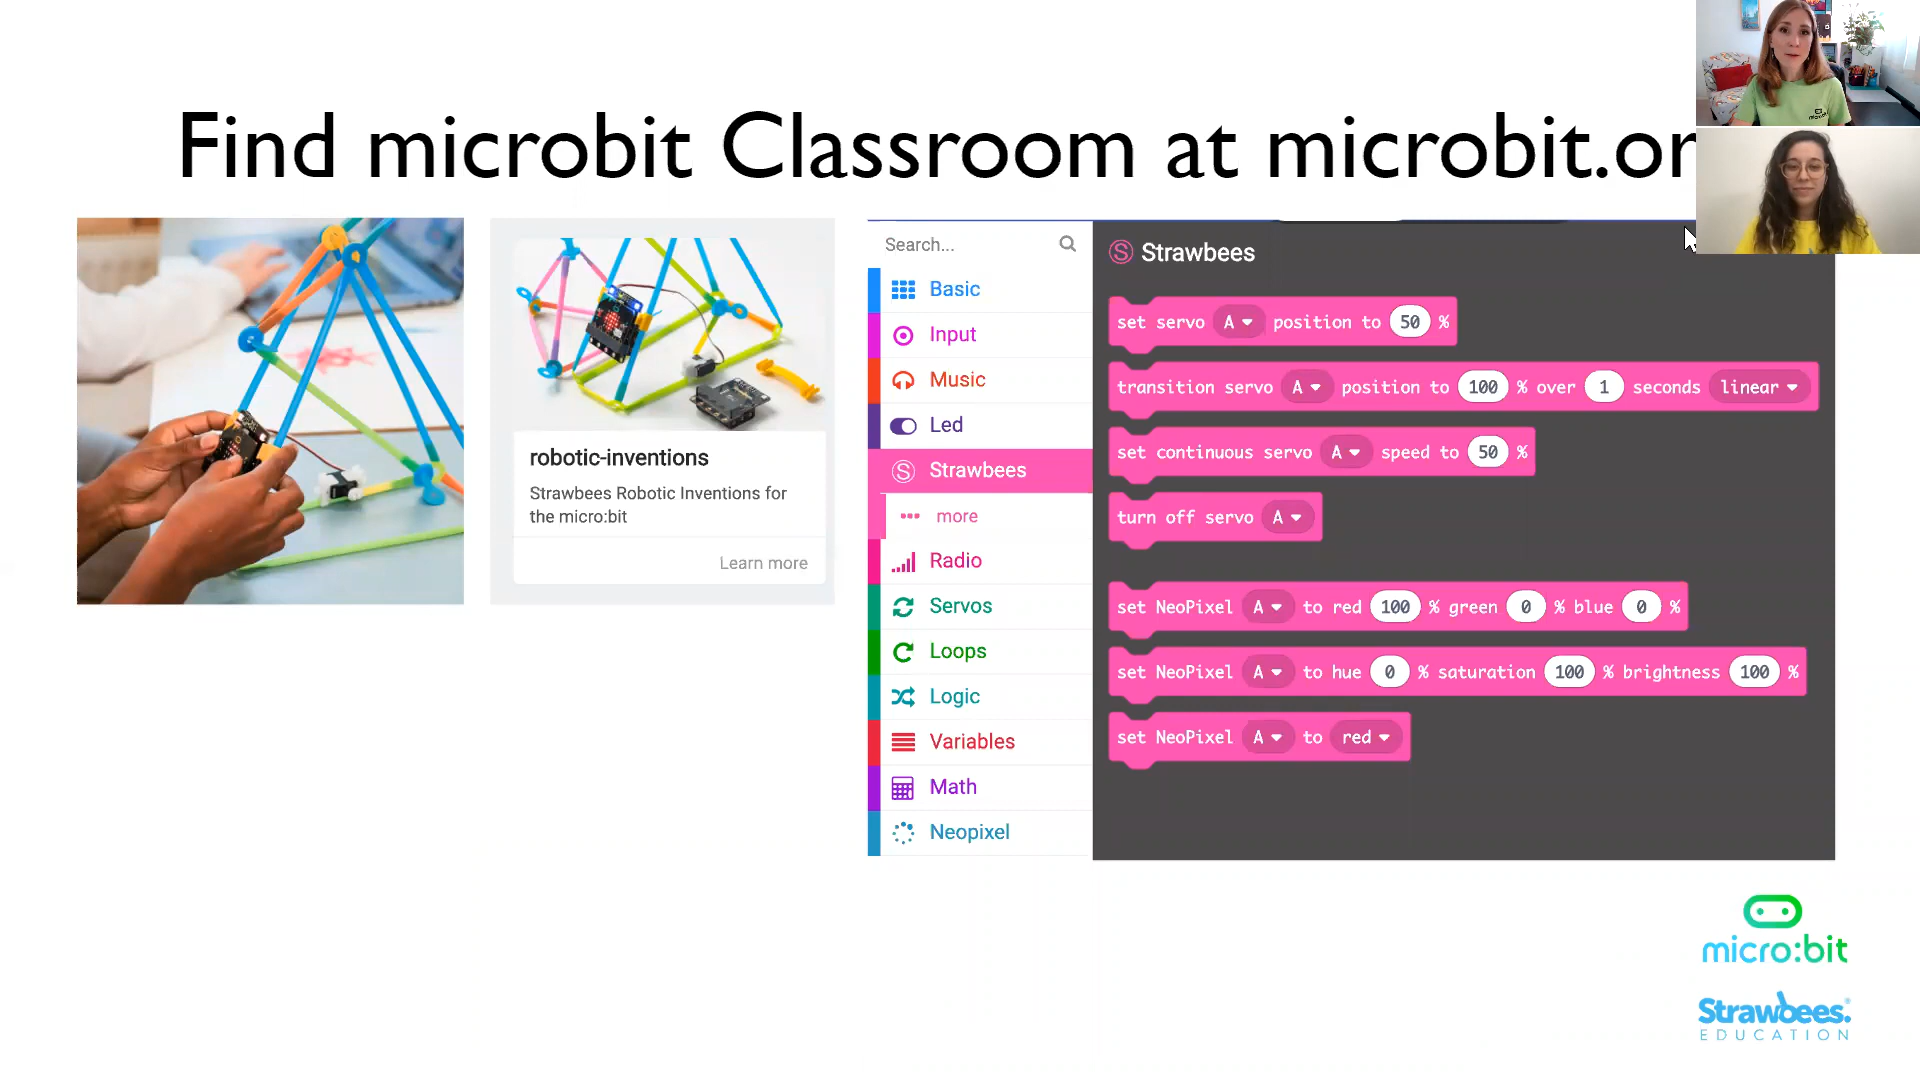 Find microbit Classroom at microbit.or
Search...
Basic
Input
Music
Led
Strawbees
more
Radio
Servos
Loops
Logic
Variables
Math
Neopixel
robotic-inventions
Strawbees Robotic Inventions for
the micro:bit
Learn more
Strawbees
set servo A position to 50 %
transition servo A position to 100 % over 1 seconds linear
set continuous servo A speed to 50 %
turn off servo A
set NeoPixel A to red 100 % green 0 % blue 0 %
set NeoPixel A to hue 0 % saturation 100 % brightness 100 %
set NeoPixel A to red
micro:bit
Strawbees®
EDUCATION